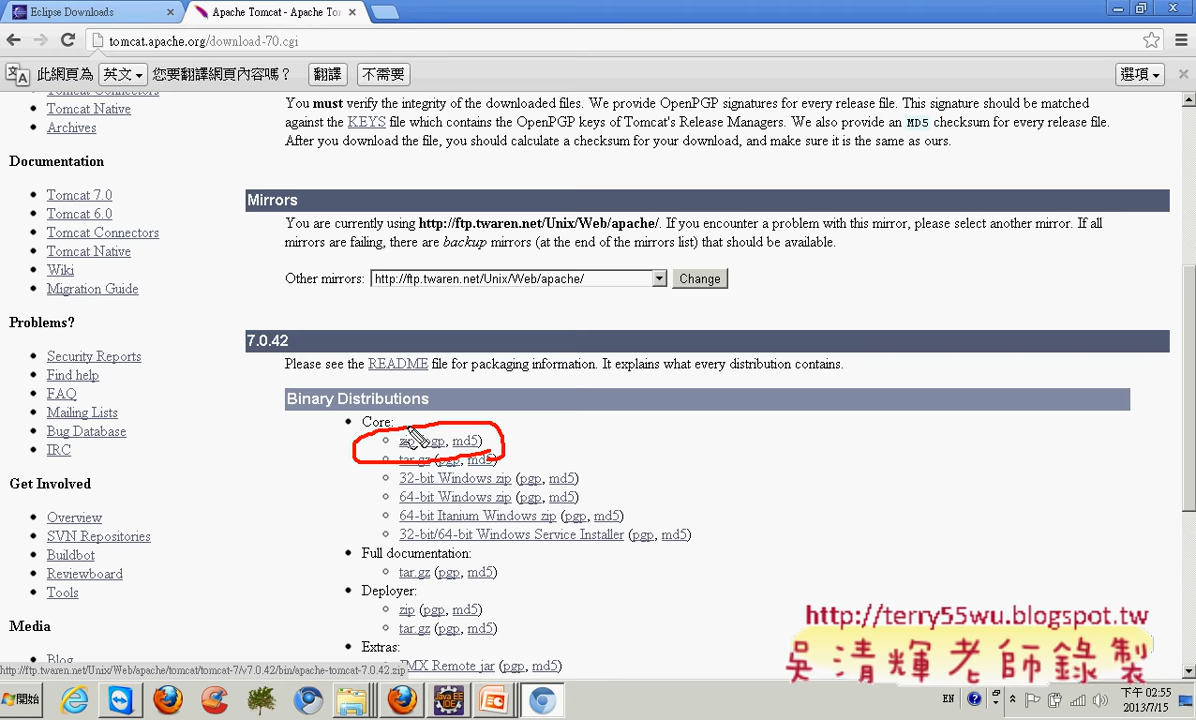 Eclipse Downloads
Apache Tomcat - Apache To
tomcat.apache.org/download-70.cgi
此網頁為 英文 您要翻譯網頁內容嗎？ 翻譯 不需要 選項
Tomcat Connectors
Tomcat Native
Archives
Documentation
Tomcat 7.0
Tomcat 6.0
Tomcat Connectors
Tomcat Native
Wiki
Migration Guide
Problems?
Security Reports
Find help
FAQ
Mailing Lists
Bug Database
IRC
Get Involved
Overview
SVN Repositories
Buildbot
Reviewboard
Tools
Media
Blog
You must verify the integrity of the downloaded files. We provide OpenPGP signatures for every release file. This signature should be matched
against the KEYS file which contains the OpenPGP keys of Tomcat's Release Managers. We also provide an MD5 checksum for every release file.
After you download the file, you should calculate a checksum for your download, and make sure it is the same as ours.
Mirrors
You are currently using http://ftp.twaren.net/Unix/Web/apache/. If you encounter a problem with this mirror, please select another mirror. If all
mirrors are failing, there are backup mirrors (at the end of the mirrors list) that should be available.
Other mirrors: http://ftp.twaren.net/Unix/Web/apache/ Change
7.0.42
Please see the README file for packaging information. It explains what every distribution contains.
Binary Distributions
Core:
zip (pgp, md5)
tar.gz (pgp, md5)
32-bit Windows zip (pgp, md5)
64-bit Windows zip (pgp, md5)
64-bit Itanium Windows zip (pgp, md5)
32-bit/64-bit Windows Service Installer (pgp, md5)
Full documentation:
tar.gz (pgp, md5)
Deployer:
zip (pgp, md5)
tar.gz (pgp, md5)
Extras:
JMX Remote jar (pgp, md5)
http://ftp.twaren.net/Unix/Web/apache/tomcat/tomcat-7/v7.0.42/bin/apache-tomcat-7.0.42.zip
http://terry55wu.blogspot.tw
吳清輝老師錄製
開始
EN
下午 02:55
2013/7/15